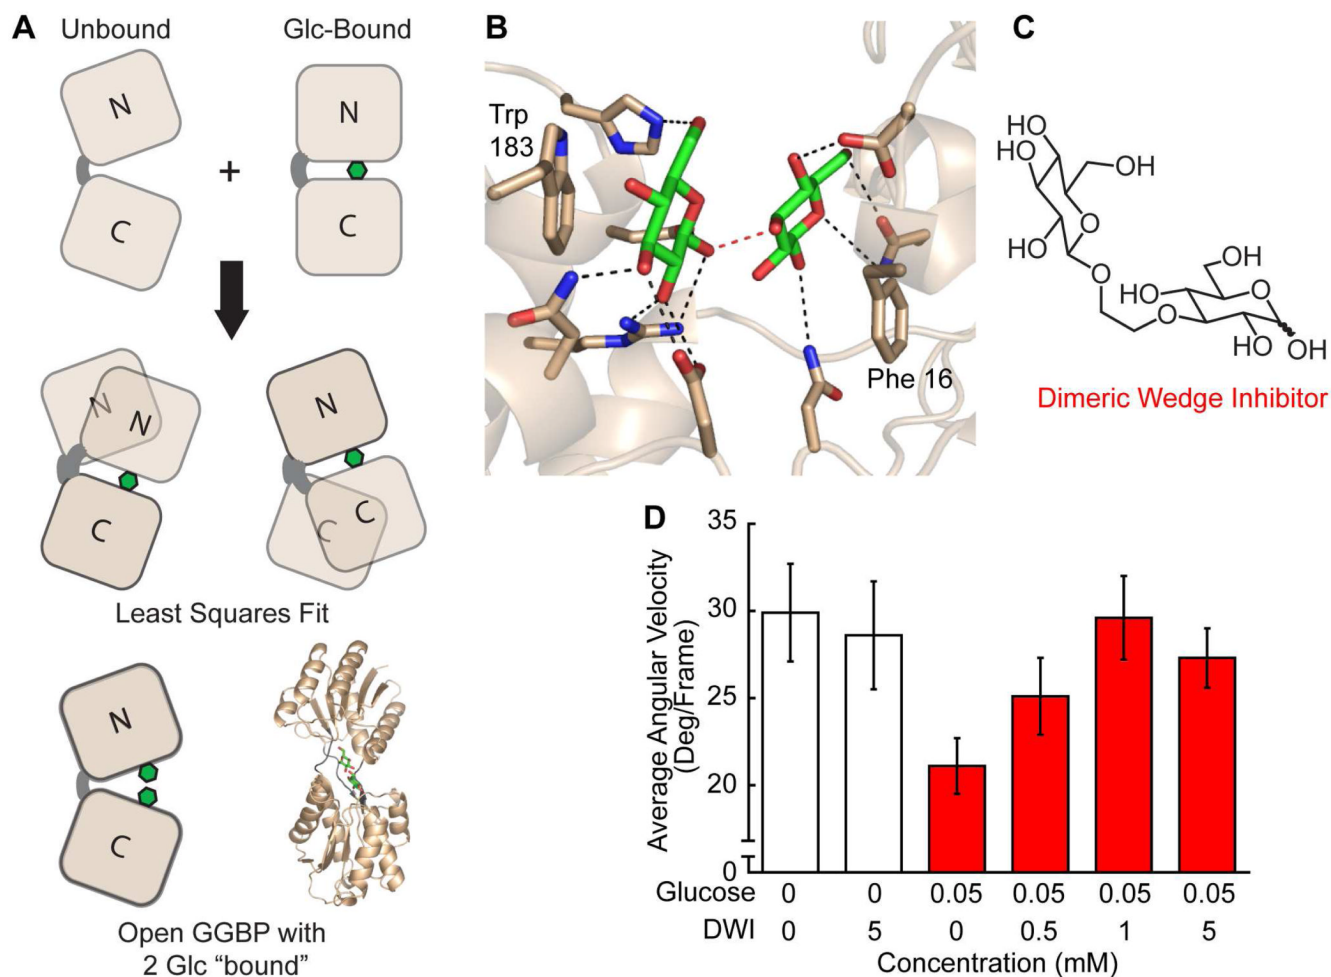 A
Unbound
Glc-Bound
N
C
+
N
C
N
N
C
N
C
C
Least Squares Fit
N
C
Open GGBP with
2 Glc “bound”
B
Trp
183
Phe 16
C
HO
HO
OH
HO
O
O
O
HO
OH
O
HO
OH
Dimeric Wedge Inhibitor
D
Average Angular Velocity
(Deg/Frame)
35
30
25
20
0
Glucose 0 0 0.05 0.05 0.05 0.05
DWI 0 5 0 0.5 1 5
Concentration (mM)